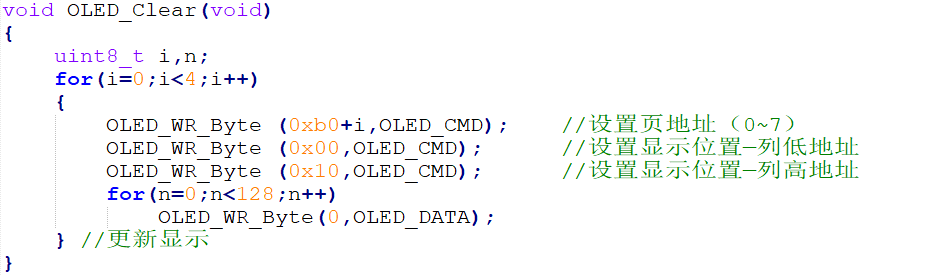 void OLED_Clear(void)
{
    uint8_t i,n;
    for(i=0;i<4;i++)
    {
        OLED_WR_Byte (0xb0+i,OLED_CMD);    //设置页地址（0~7）
        OLED_WR_Byte (0x00,OLED_CMD);      //设置显示位置—列低地址
        OLED_WR_Byte (0x10,OLED_CMD);      //设置显示位置—列高地址
        for(n=0;n<128;n++)
            OLED_WR_Byte(0,OLED_DATA);
    } //更新显示
}